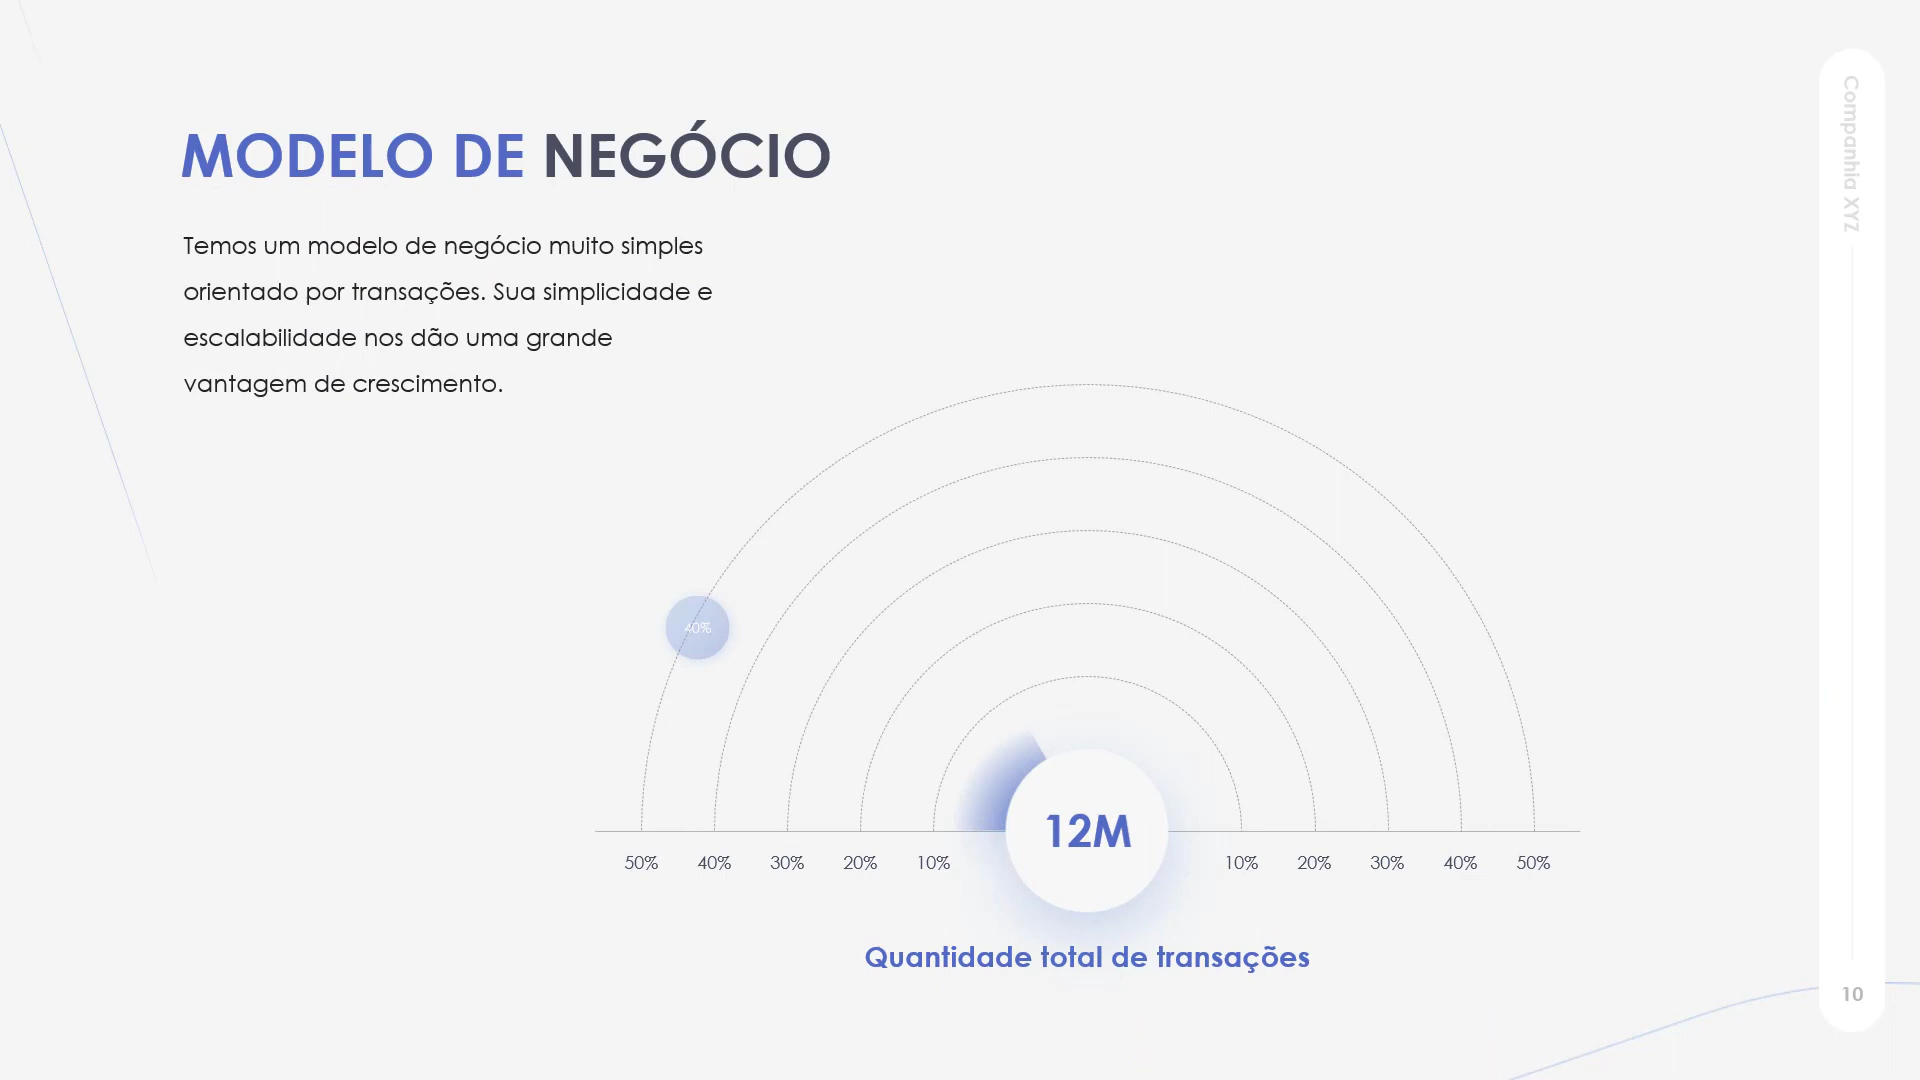 MODELO DE NEGÓCIO
Temos um modelo de negócio muito simples
orientado por transações. Sua simplicidade e
escalabilidade nos dão uma grande
vantagem de crescimento.
40%
12M
50% 40% 30% 20% 10% 10% 20% 30% 40% 50%
Quantidade total de transações
Companhia XYZ
10